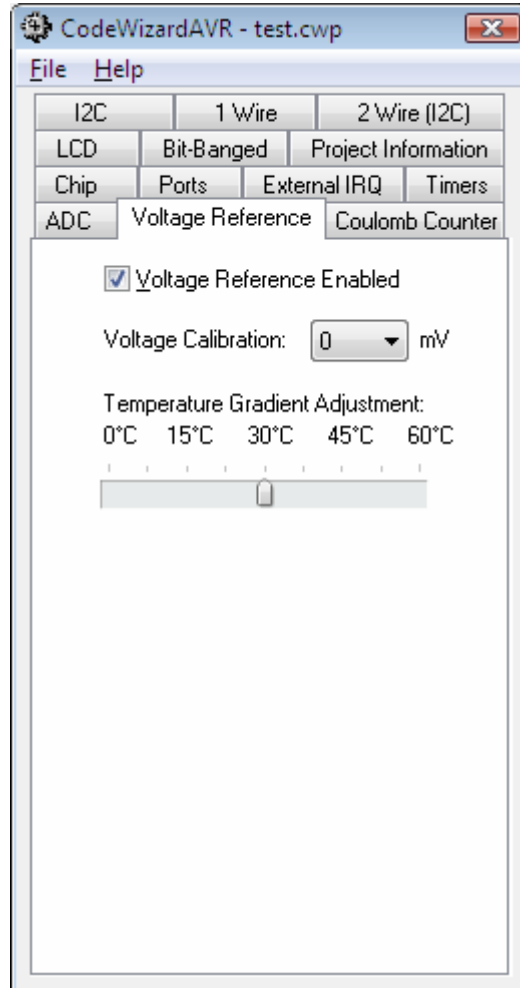 CodeWizardAVR - test.cwp
File Help
I2C 1 Wire 2 Wire (I2C)
LCD Bit-Banged Project Information
Chip Ports External IRQ Timers
ADC Voltage Reference Coulomb Counter
Voltage Reference Enabled
Voltage Calibration: 0 mV
Temperature Gradient Adjustment:
0°C 15°C 30°C 45°C 60°C